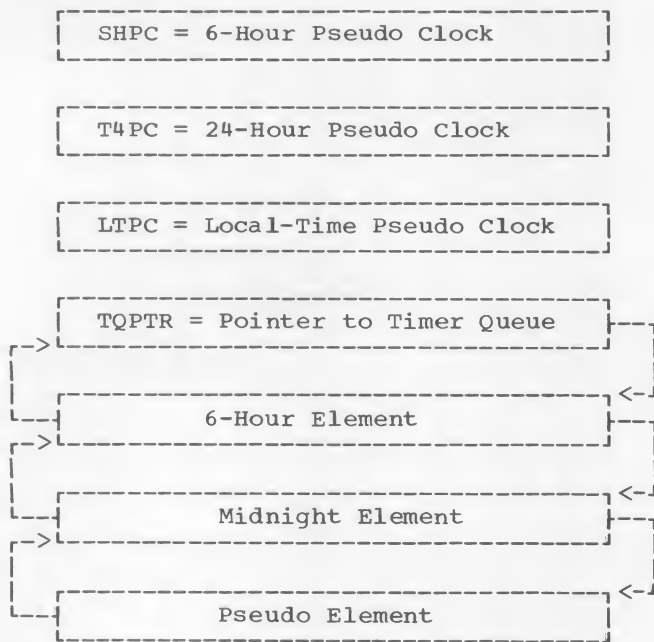 SHPC = 6-Hour Pseudo Clock
T4PC = 24-Hour Pseudo Clock
LTPC = Local-Time Pseudo Clock
TQPTR = Pointer to Timer Queue
6-Hour Element
Midnight Element
Pseudo Element